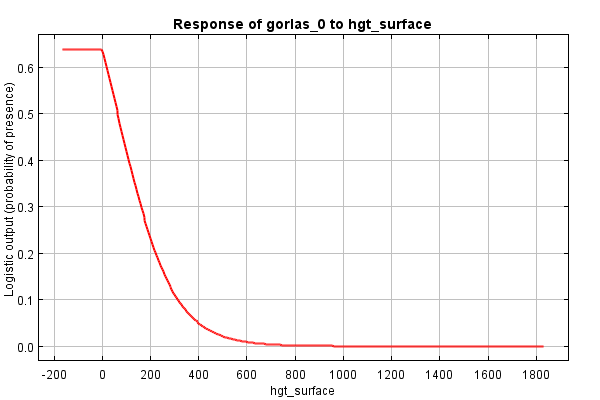 Response of gorlas_0 to hgt_surface
Logistic output (probability of presence)
0.6
0.5
0.4
0.3
0.2
0.1
0.0
-200 0 200 400 600 800 1000 1200 1400 1600 1800
hgt_surface